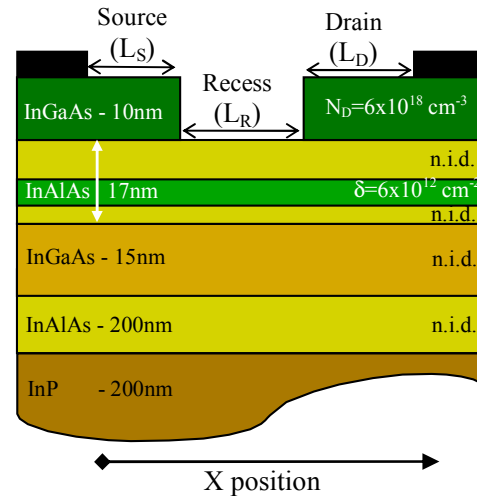 Source
(L_S)
Drain
(L_D)
Recess
(L_R)
InGaAs - 10nm
N_D=6x10^18 cm^-3
n.i.d.
InAlAs 17nm
δ=6x10^12 cm^-2
n.i.d.
InGaAs - 15nm
n.i.d.
InAlAs - 200nm
n.i.d.
InP - 200nm
X position